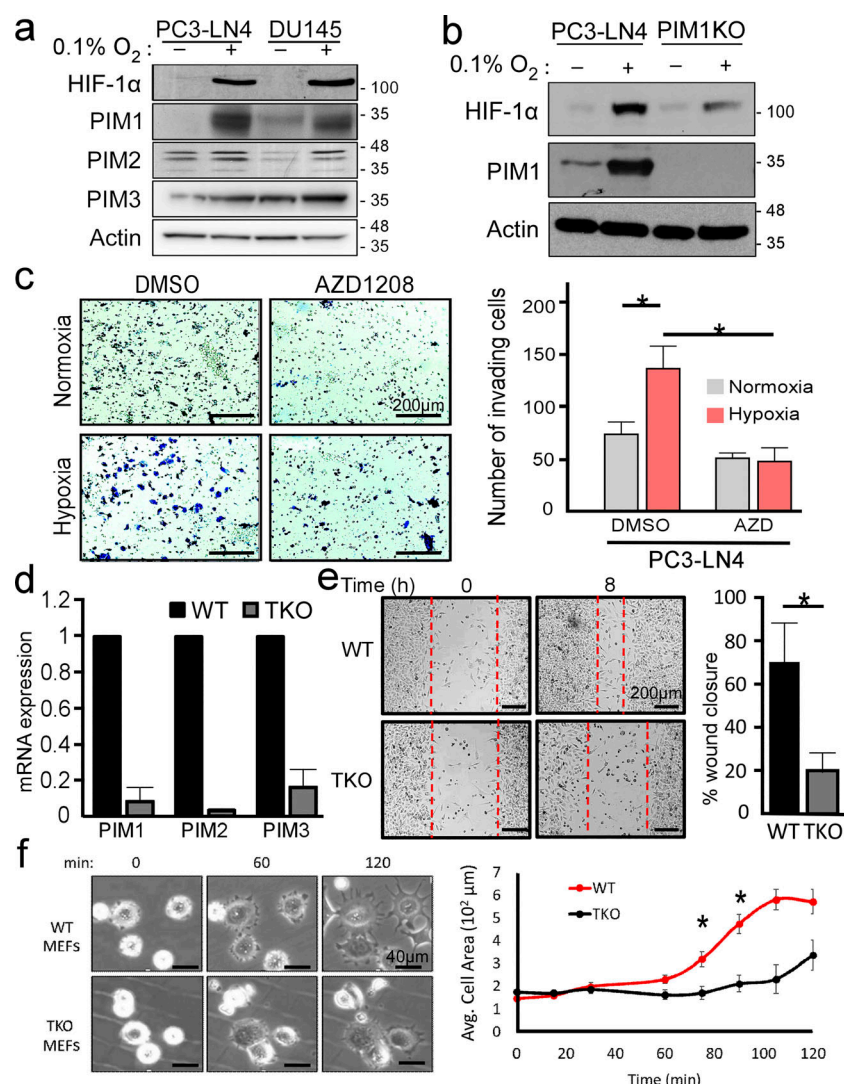 a
PC3-LN4 DU145
0.1% O2 : – + – +
HIF-1α - 100
PIM1 - 35
PIM2 - 48
- 35
PIM3 - 35
Actin - 48
- 35
b
PC3-LN4 PIM1KO
0.1% O2 : – + – +
HIF-1α - 100
PIM1 - 35
Actin - 48
- 35
c
DMSO AZD1208
Normoxia
200µm
Hypoxia
Number of invading cells
200
150
100
50
0
* *
Normoxia
Hypoxia
DMSO AZD
PC3-LN4
d
WT TKO
mRNA expression
1.2
1
0.8
0.6
0.4
0.2
0
PIM1 PIM2 PIM3
e
Time (h) 0 8
WT
200µm
TKO
% wound closure
100
80
60
40
20
0
*
WT TKO
f
min: 0 60 120
WT
MEFs
40µm
TKO
MEFs
Avg. Cell Area (10² µm)
7
6
5
4
3
2
1
0
WT
TKO
* *
0 20 40 60 80 100 120
Time (min)